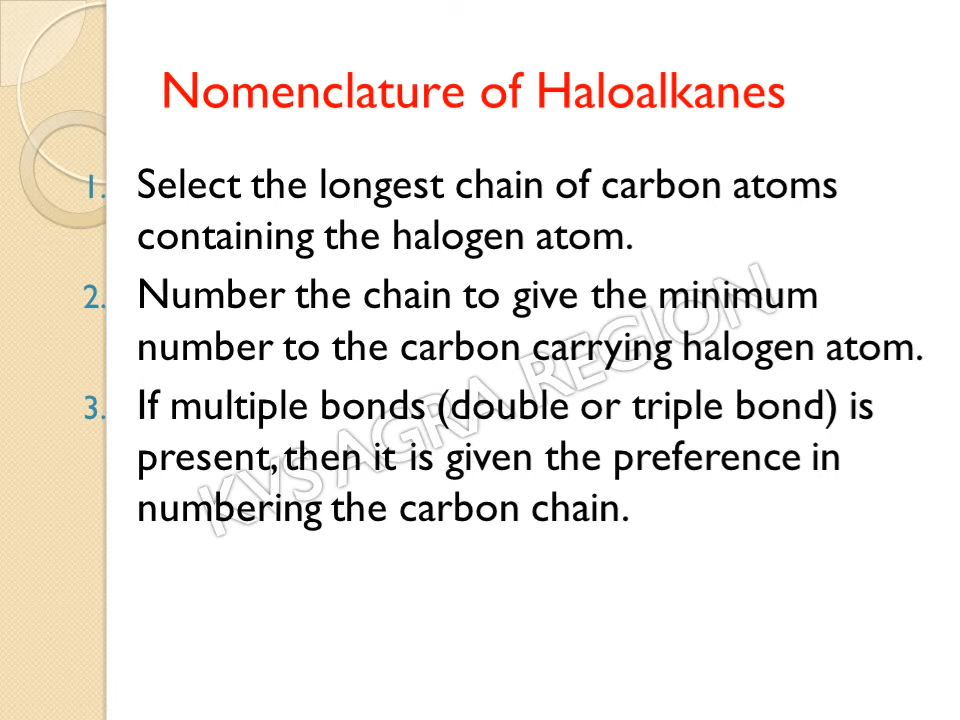 Nomenclature of Haloalkanes
1. Select the longest chain of carbon atoms
containing the halogen atom.
2. Number the chain to give the minimum
number to the carbon carrying halogen atom.
3. If multiple bonds (double or triple bond) is
present, then it is given the preference in
numbering the carbon chain.
KVS AGRA REGION